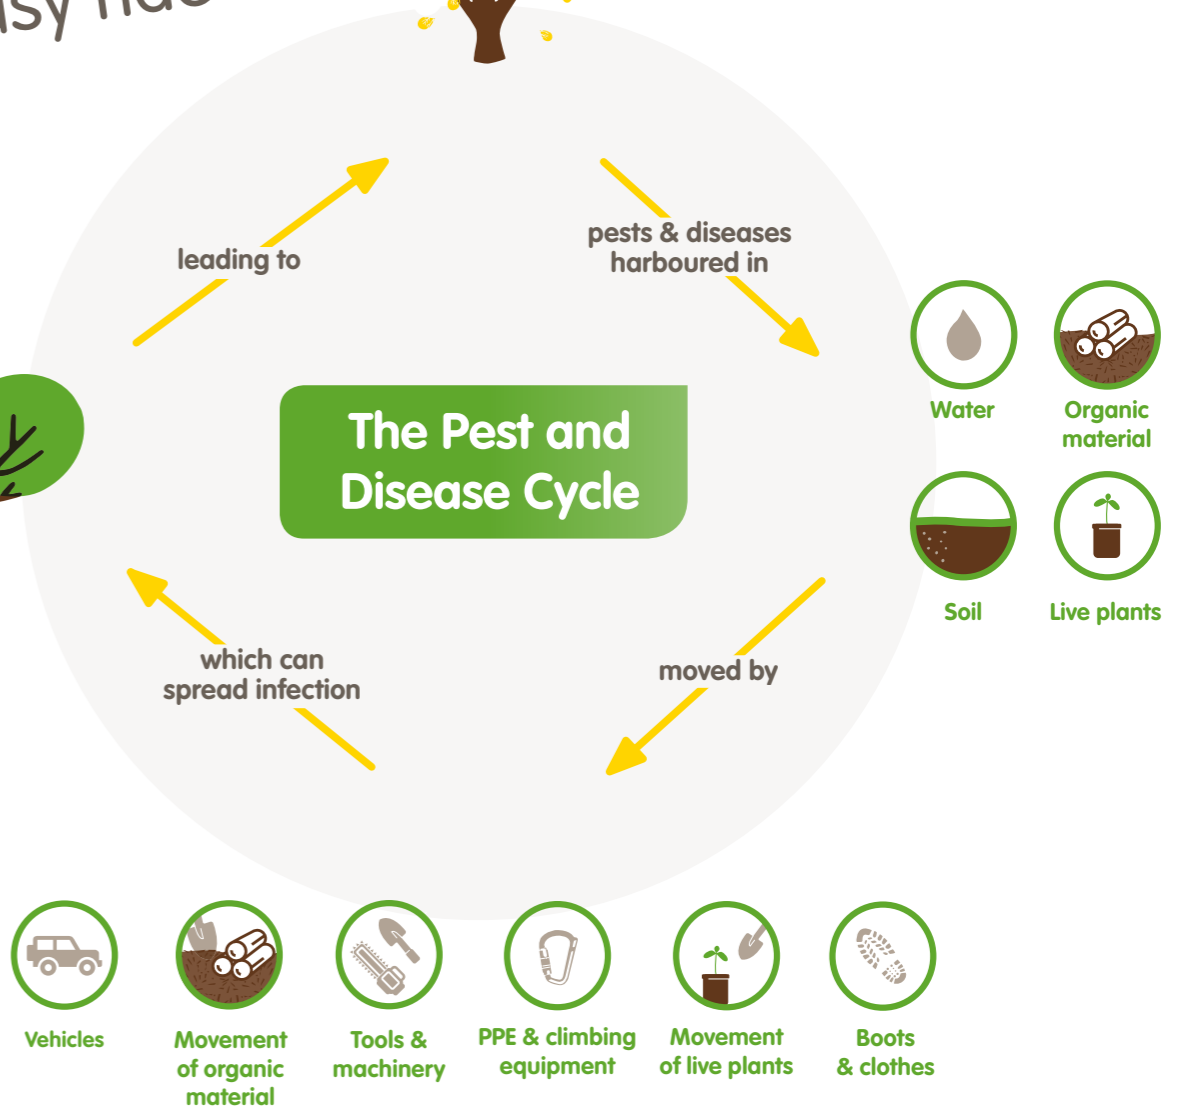 leading to
pests & diseases
harboured in
The Pest and
Disease Cycle
Water
Organic
material
Soil
Live plants
which can
spread infection
moved by
Vehicles
Movement
of organic
material
Tools &
machinery
PPE & climbing
equipment
Movement
of live plants
Boots
& clothes